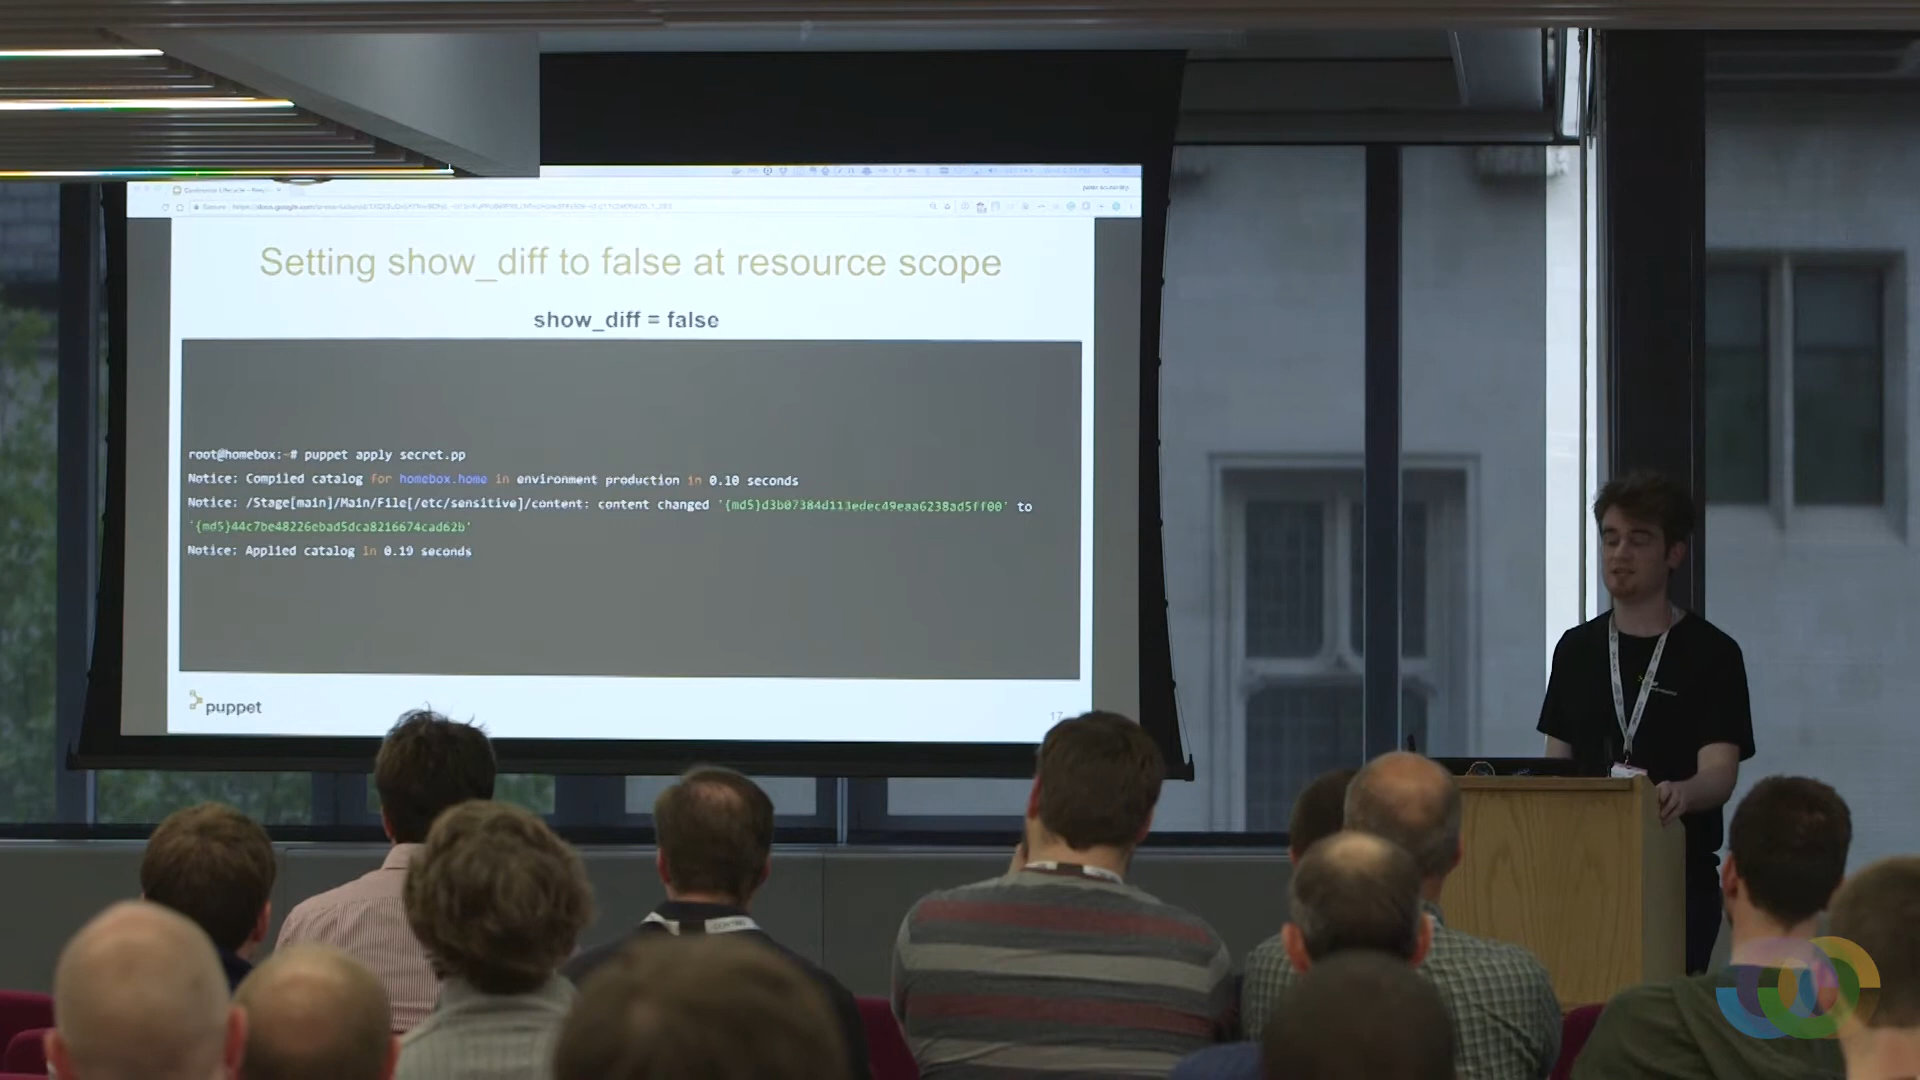 Setting show_diff to false at resource scope
show_diff = false
root@homebox:~# puppet apply secret.pp
Notice: Compiled catalog for homebox.home in environment production in 0.10 seconds
Notice: /Stage[main]/Main/File[/etc/sensitive]/content: content changed '{md5}d3b07384d113edec49eaa6238ad5ff00' to
'{md5}44c7be48226ebad5dca8216674cad62b'
Notice: Applied catalog in 0.19 seconds
puppet
17